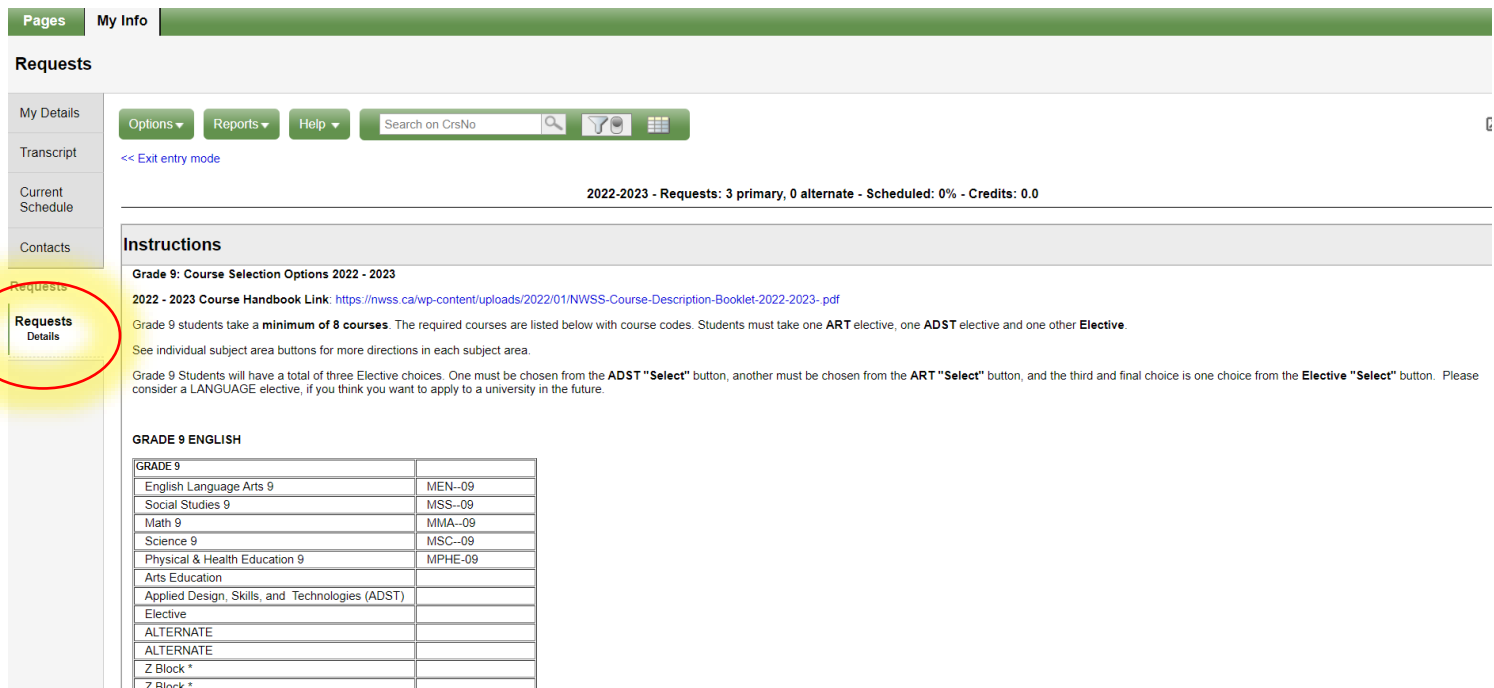 Pages
My Info
Requests
My Details
Transcript
Current
Schedule
Contacts
Requests
Requests
Details
Options
Reports
Help
Search on CrsNo
<< Exit entry mode
2022-2023 - Requests: 3 primary, 0 alternate - Scheduled: 0% - Credits: 0.0
Instructions
Grade 9: Course Selection Options 2022 - 2023
2022 - 2023 Course Handbook Link: https://nwss.ca/wp-content/uploads/2022/01/NWSS-Course-Description-Booklet-2022-2023-.pdf
Grade 9 students take a minimum of 8 courses. The required courses are listed below with course codes. Students must take one ART elective, one ADST elective and one other Elective.
See individual subject area buttons for more directions in each subject area.
Grade 9 Students will have a total of three Elective choices. One must be chosen from the ADST "Select" button, another must be chosen from the ART "Select" button, and the third and final choice is one choice from the Elective "Select" button. Please
consider a LANGUAGE elective, if you think you want to apply to a university in the future.
GRADE 9 ENGLISH
GRADE 9
English Language Arts 9 MEN--09
Social Studies 9 MSS--09
Math 9 MMA--09
Science 9 MSC--09
Physical & Health Education 9 MPHE-09
Arts Education
Applied Design, Skills, and Technologies (ADST)
Elective
ALTERNATE
ALTERNATE
Z Block *
Z Block *